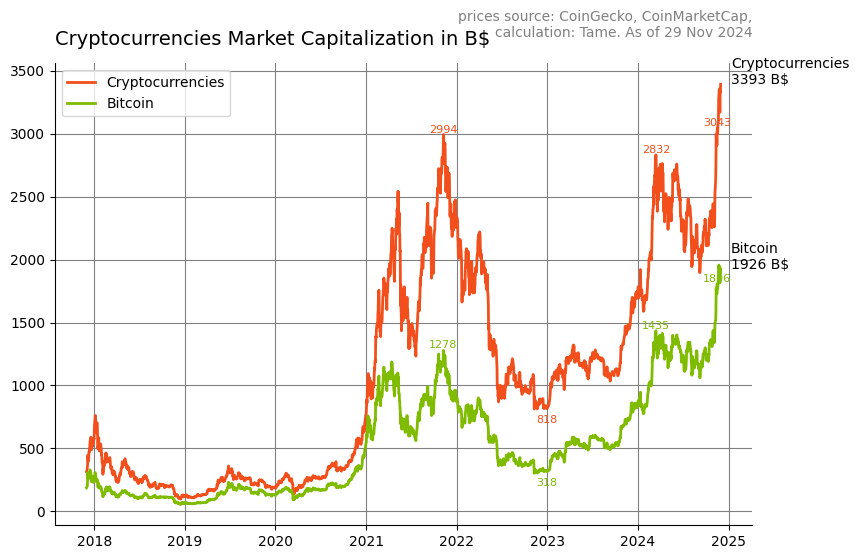 prices source: CoinGecko, CoinMarketCap,
calculation: Tame. As of 29 Nov 2024
Cryptocurrencies Market Capitalization in B$
Cryptocurrencies
Bitcoin
Cryptocurrencies
3393 B$
Bitcoin
1926 B$
3500
3000
2500
2000
1500
1000
500
0
2994
2832
3043
1278
1435
818
318
2018
2019
2020
2021
2022
2023
2024
2025